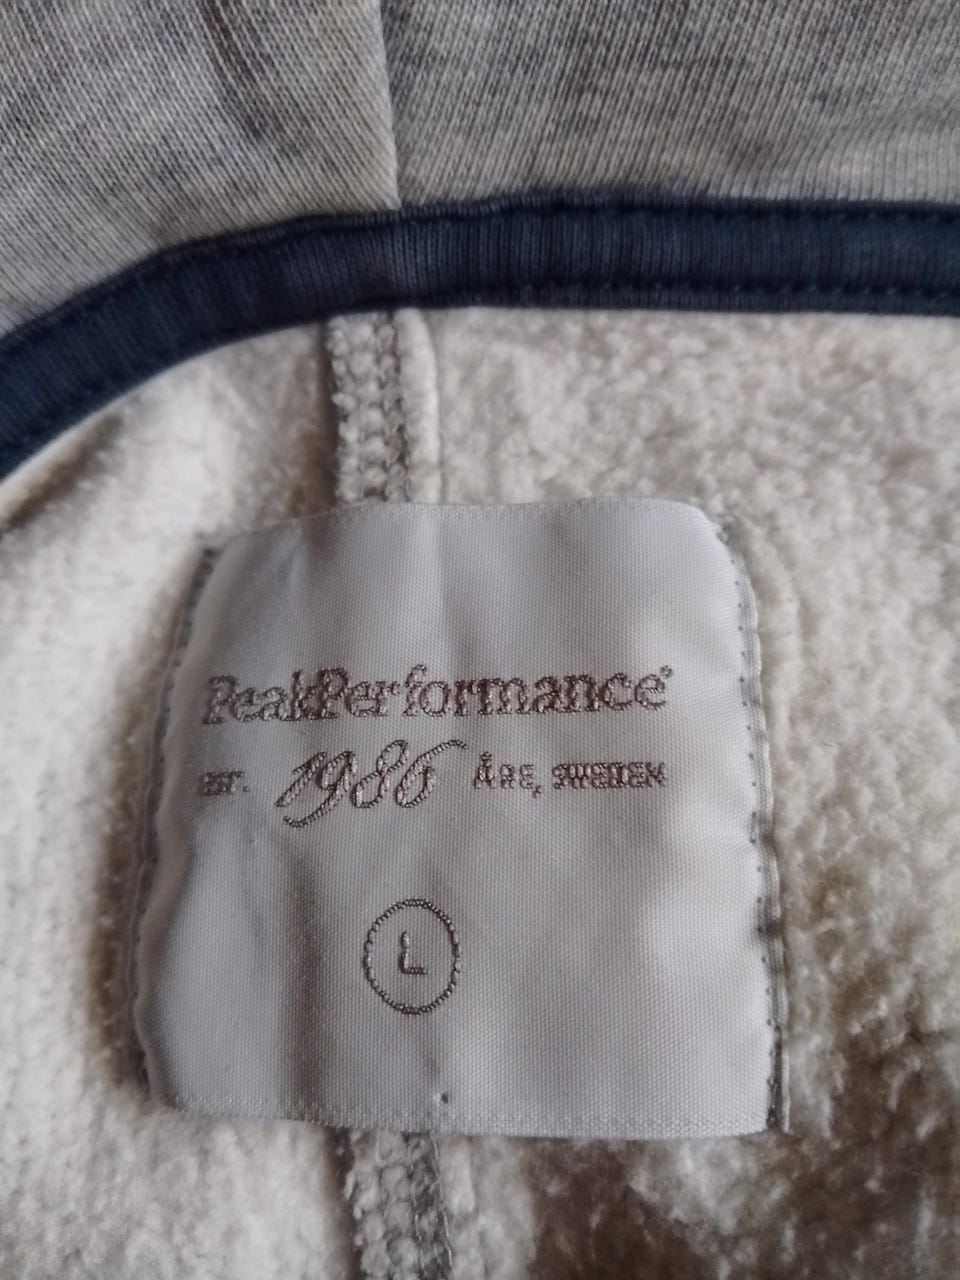 PeakPerformance®
EST. 1986 ÅRE, SWEDEN
L